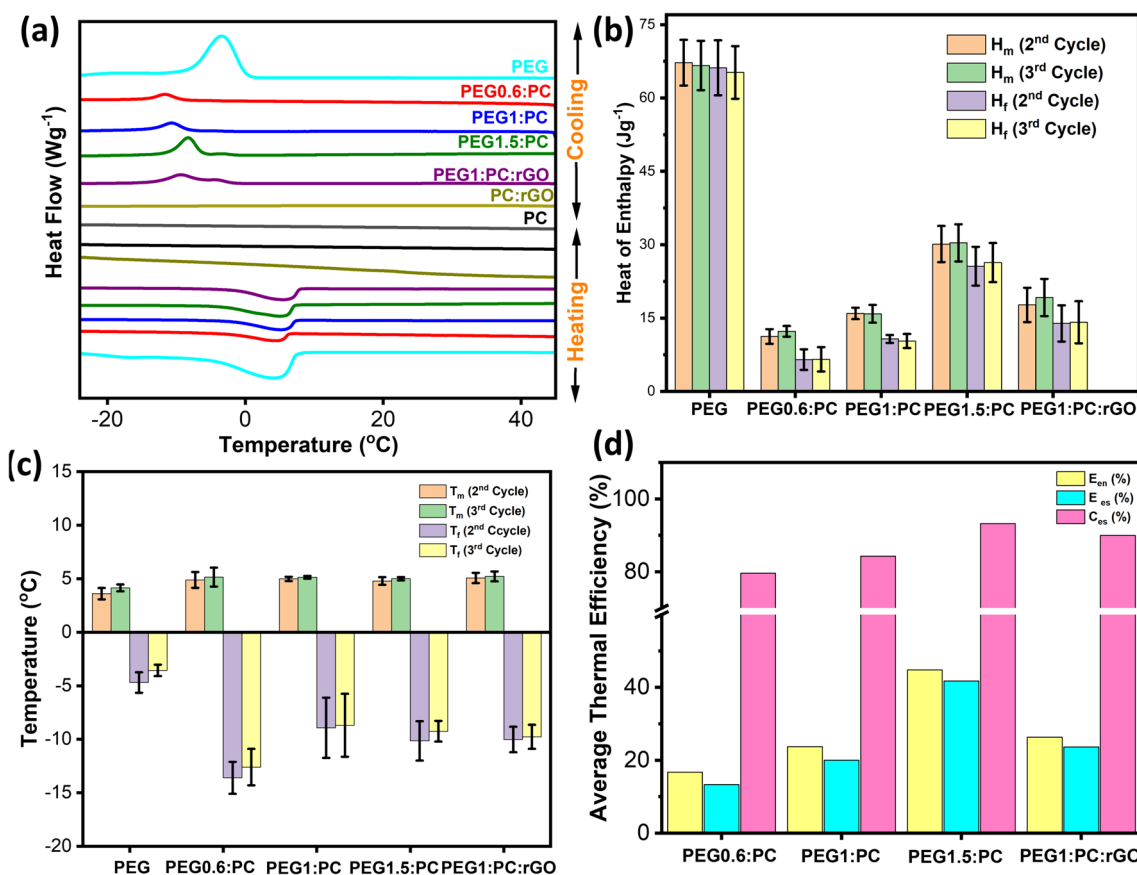 (a)
Heat Flow (Wg⁻¹)
PEG
PEG0.6:PC
PEG1:PC
PEG1.5:PC
PEG1:PC:rGO
PC:rGO
PC
Cooling
Heating
-20
0
20
40
Temperature (°C)
(b)
Heat of Enthalpy (Jg⁻¹)
75
60
45
30
15
0
Hm (2nd Cycle)
Hm (3rd Cycle)
Hf (2nd Cycle)
Hf (3rd Cycle)
PEG
PEG0.6:PC
PEG1:PC
PEG1.5:PC
PEG1:PC:rGO
(c)
Temperature (°C)
15
10
5
0
-5
-10
-15
-20
Tm (2nd Cycle)
Tm (3rd Cycle)
Tf (2nd Ccycle)
Tf (3rd Cycle)
PEG
PEG0.6:PC
PEG1:PC
PEG1.5:PC
PEG1:PC:rGO
(d)
Average Thermal Efficiency (%)
100
80
40
20
0
Een (%)
Ees (%)
Ces (%)
PEG0.6:PC
PEG1:PC
PEG1.5:PC
PEG1:PC:rGO